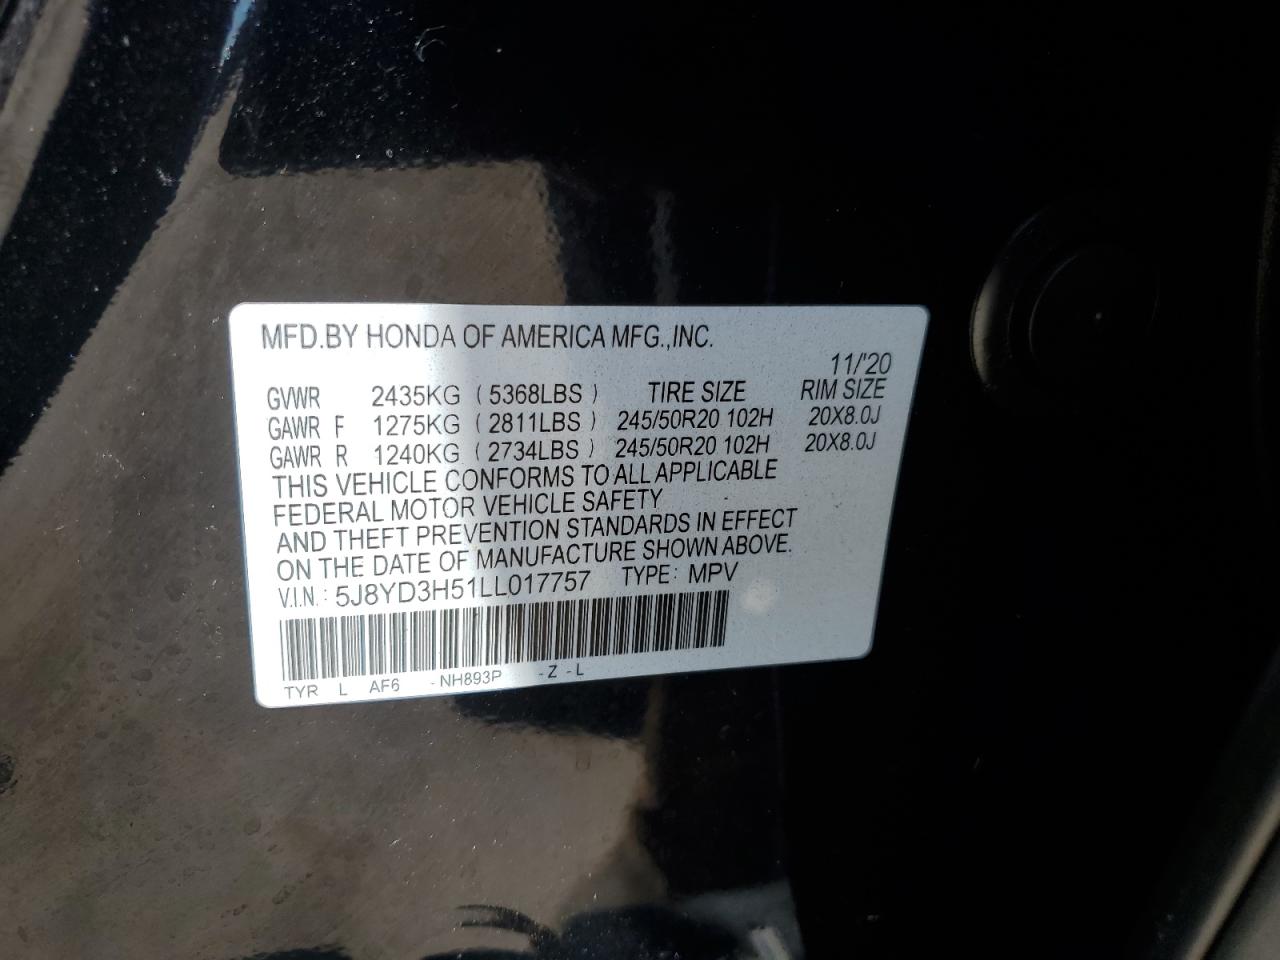 MFD.BY HONDA OF AMERICA MFG.,INC.
11/'20
GVWR 2435KG (5368LBS) TIRE SIZE RIM SIZE
GAWR F 1275KG (2811LBS) 245/50R20 102H 20X8.0J
GAWR R 1240KG (2734LBS) 245/50R20 102H 20X8.0J
THIS VEHICLE CONFORMS TO ALL APPLICABLE
FEDERAL MOTOR VEHICLE SAFETY
AND THEFT PREVENTION STANDARDS IN EFFECT
ON THE DATE OF MANUFACTURE SHOWN ABOVE.
V.I.N.: 5J8YD3H51LL017757 TYPE: MPV
TYR L AF6 -NH893P -Z -L